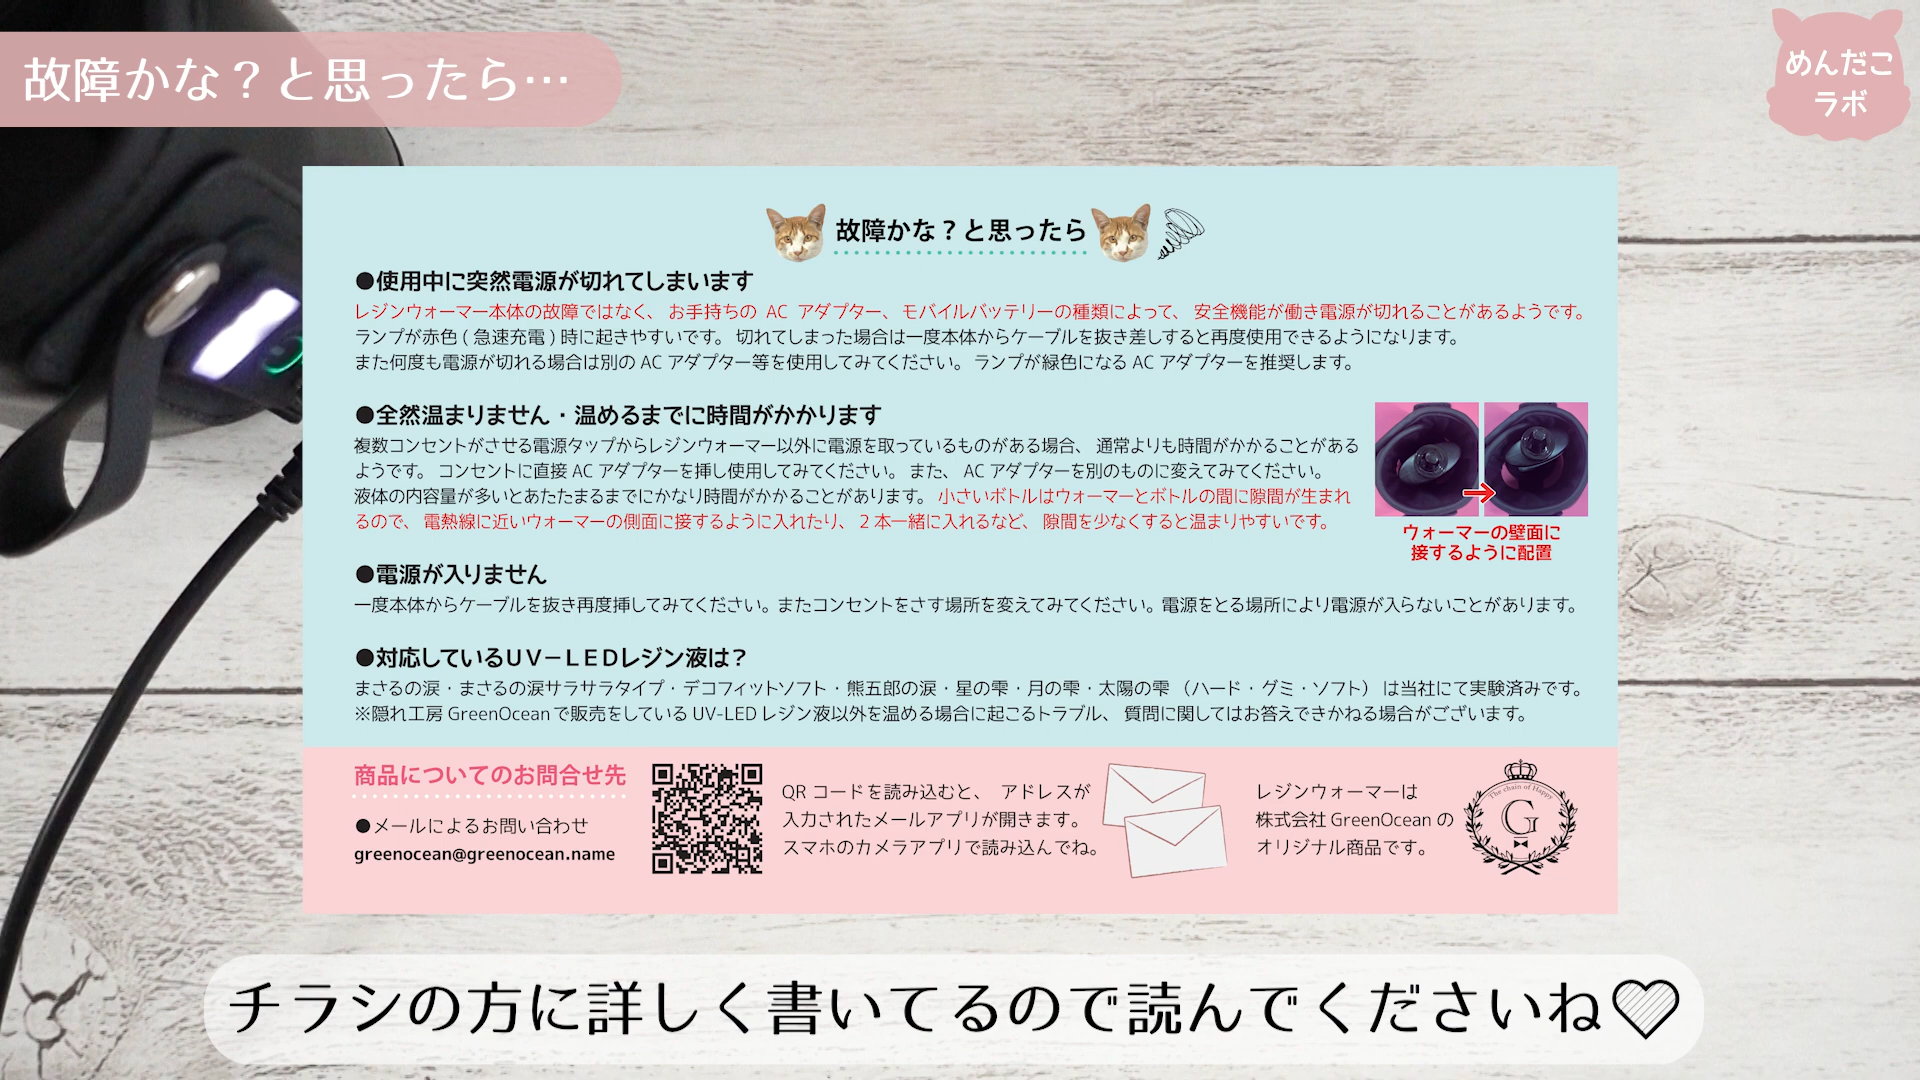 故障かな？と思ったら…
めんだこ
ラボ
故障かな？と思ったら
●使用中に突然電源が切れてしまいます
レジンウォーマー本体の故障ではなく、お手持ちの AC アダプター、モバイルバッテリーの種類によって、安全機能が働き電源が切れることがあるようです。
ランプが赤色(急速充電)時に起きやすいです。切れてしまった場合は一度本体からケーブルを抜き差しすると再度使用できるようになります。
また何度も電源が切れる場合は別の AC アダプター等を使用してみてください。ランプが緑色になる AC アダプターを推奨します。
●全然温まりません・温めるまでに時間がかかります
複数コンセントがさせる電源タップからレジンウォーマー以外に電源を取っているものがある場合、通常よりも時間がかかることがある
ようです。コンセントに直接 AC アダプターを挿し使用してみてください。また、AC アダプターを別のものに変えてみてください。
液体の内容量が多いとあたたまるまでにかなり時間がかかることがあります。小さいボトルはウォーマーとボトルの間に隙間が生まれ
るので、電熱線に近いウォーマーの側面に接するように入れたり、2本一緒に入れるなど、隙間を少なくすると温まりやすいです。
ウォーマーの壁面に
接するように配置
●電源が入りません
一度本体からケーブルを抜き再度挿してみてください。またコンセントをさす場所を変えてみてください。電源をとる場所により電源が入らないことがあります。
●対応しているUV－LEDレジン液は？
まさるの涙・まさるの涙サラサラタイプ・デコフィットソフト・熊五郎の涙・星の雫・月の雫・太陽の雫（ハード・グミ・ソフト）は当社にて実験済みです。
※隠れ工房 GreenOcean で販売をしている UV-LED レジン液以外を温める場合に起こるトラブル、質問に関してはお答えできかねる場合がございます。
商品についてのお問合せ先
●メールによるお問い合わせ
greenocean@greenocean.name
QR コードを読み込むと、アドレスが
入力されたメールアプリが開きます。
スマホのカメラアプリで読み込んでね。
レジンウォーマーは
株式会社 GreenOcean の
オリジナル商品です。
The chain of Happy
G
チラシの方に詳しく書いてるので読んでくださいね♡